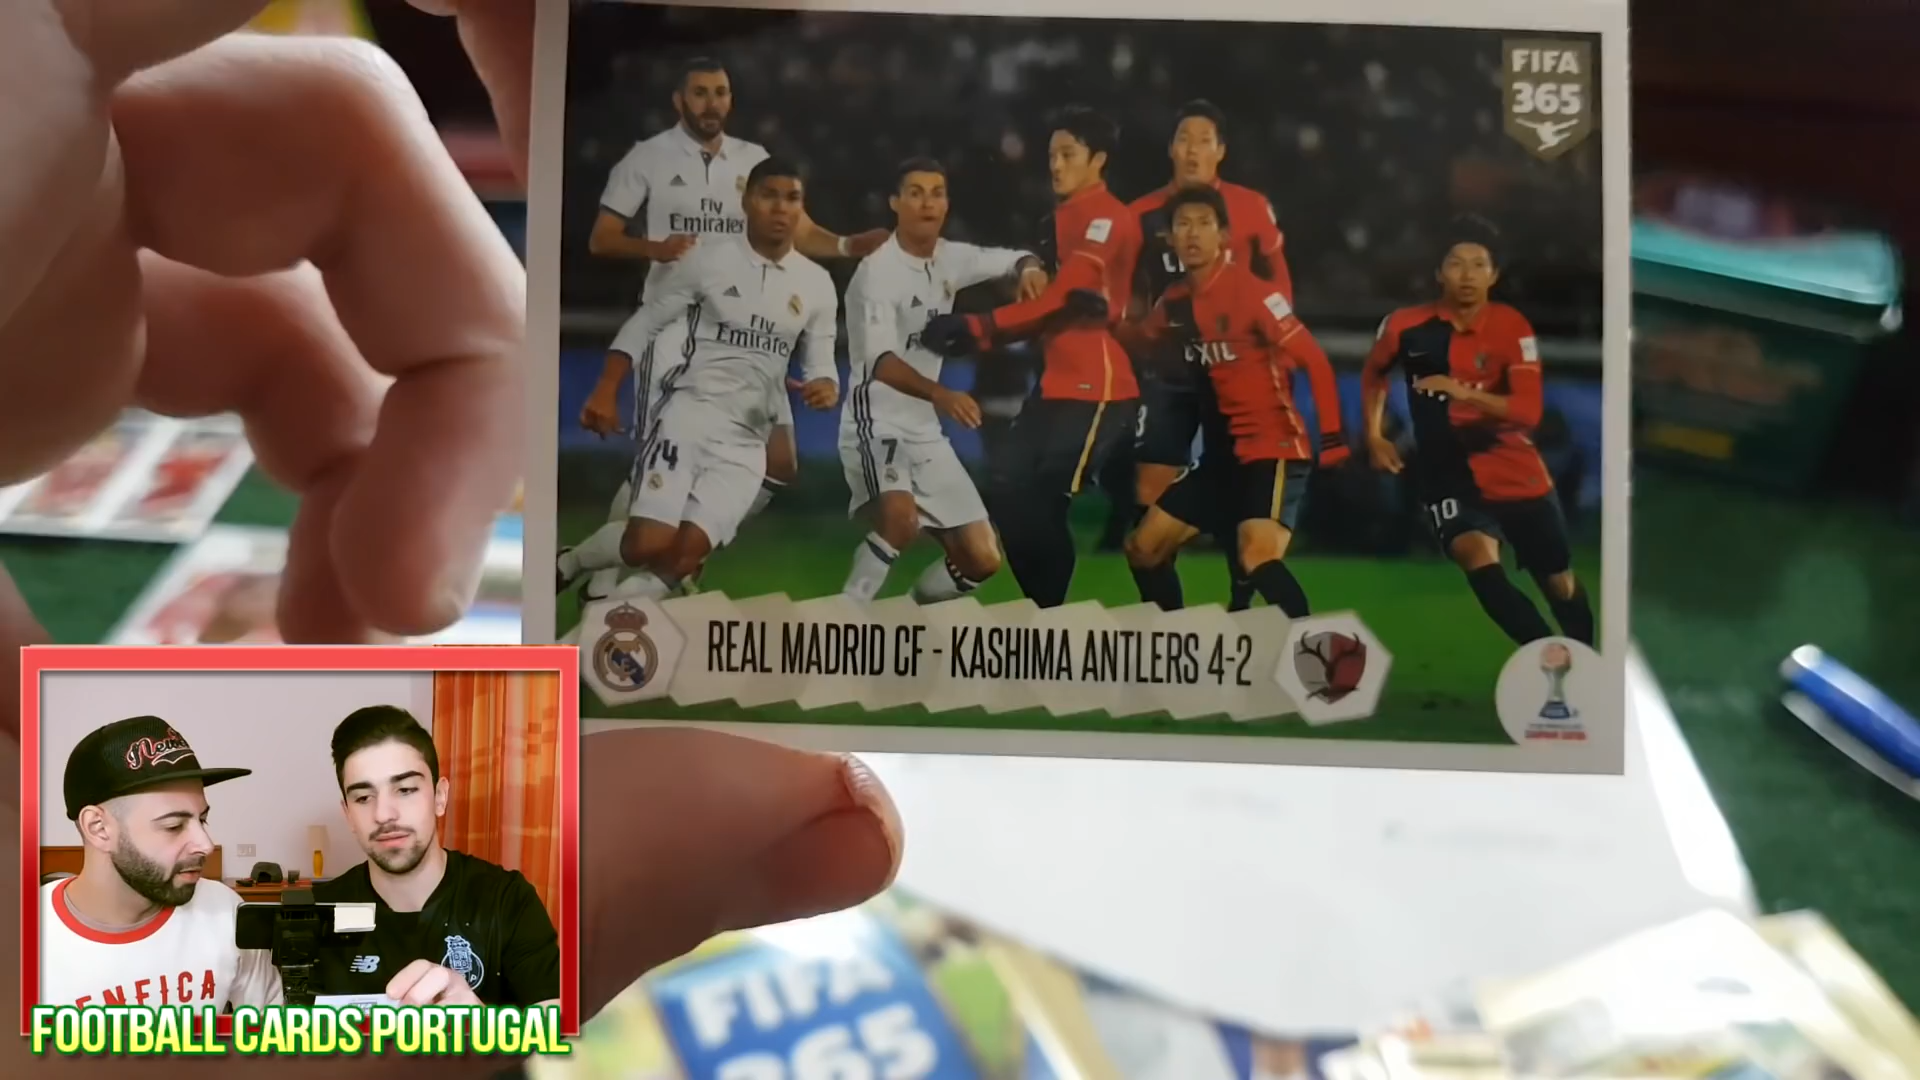 FIFA
365
Fly
Emirates
Fly
Emirates
LIXIL
14
7
10
REAL MADRID CF - KASHIMA ANTLERS 4-2
NB
FOOTBALL CARDS PORTUGAL
FIFA
365